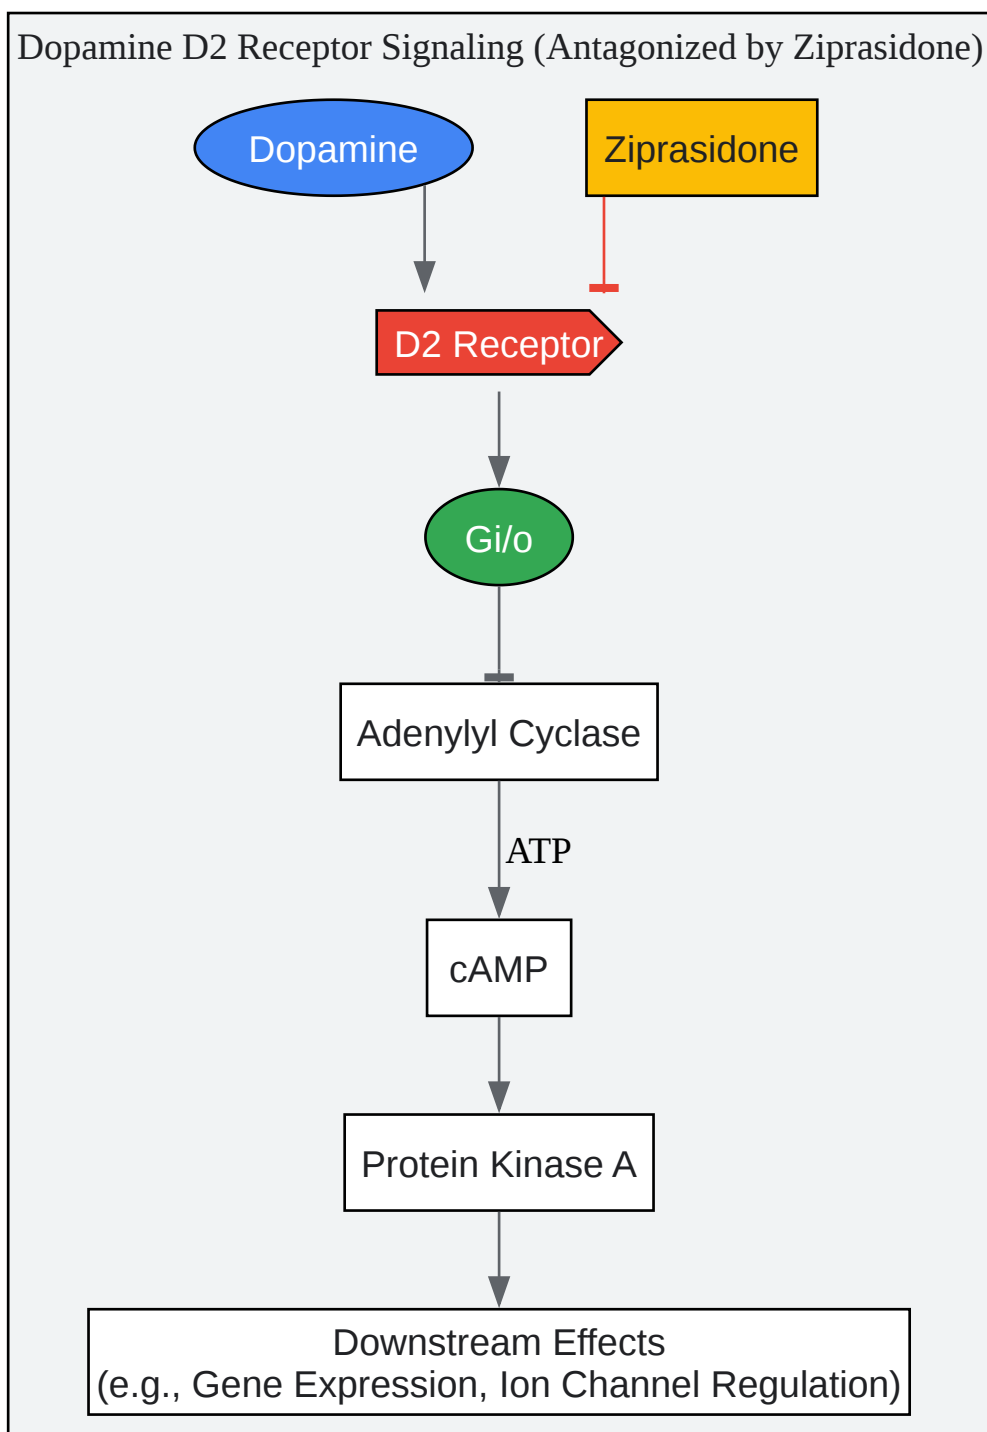 Dopamine D2 Receptor Signaling (Antagonized by Ziprasidone)
Dopamine
Ziprasidone
D2 Receptor
Gi/o
Adenylyl Cyclase
ATP
cAMP
Protein Kinase A
Downstream Effects
(e.g., Gene Expression, Ion Channel Regulation)